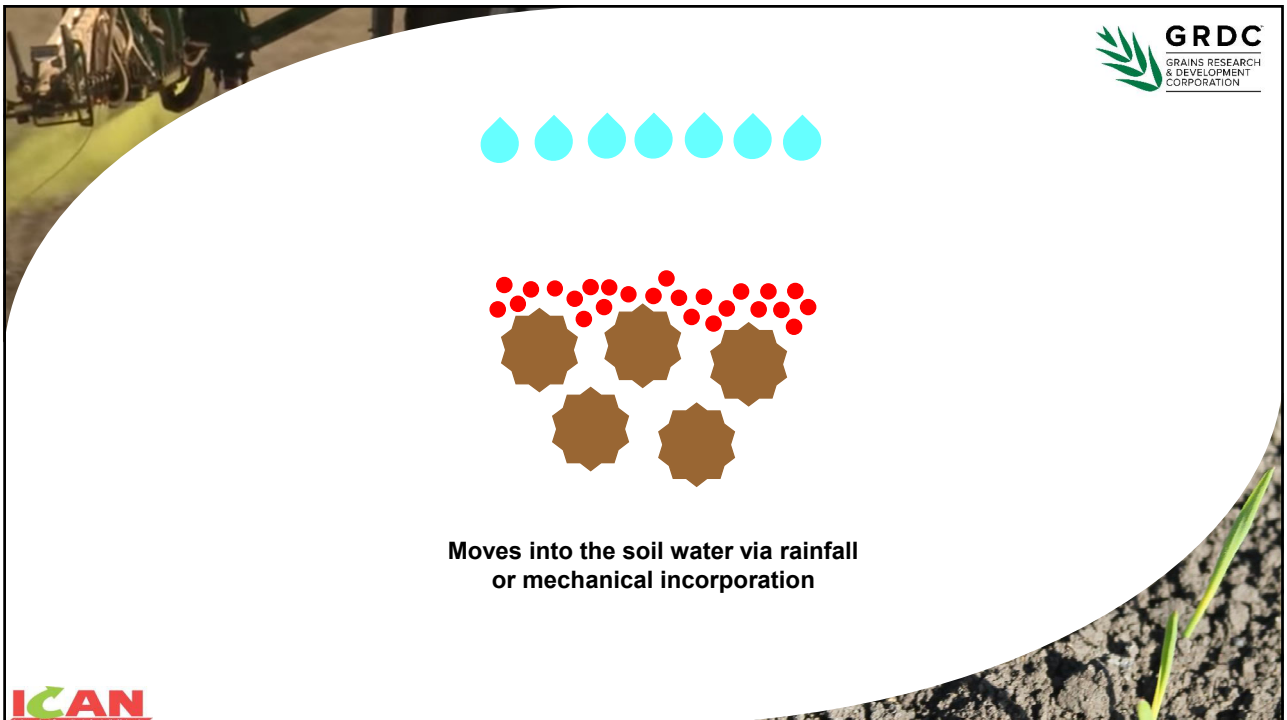 GRDC
GRAINS RESEARCH
& DEVELOPMENT
CORPORATION
Moves into the soil water via rainfall
or mechanical incorporation
ICAN